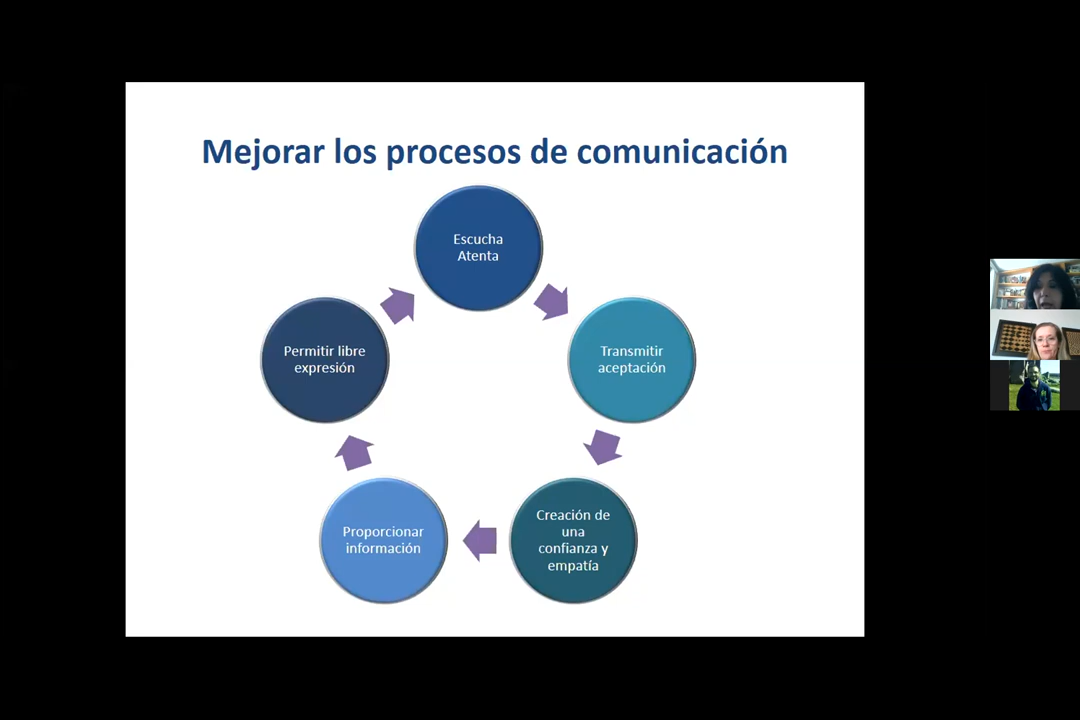 Mejorar los procesos de comunicación
Escucha
Atenta
Transmitir
aceptación
Creación de
una
confianza y
empatía
Proporcionar
información
Permitir libre
expresión